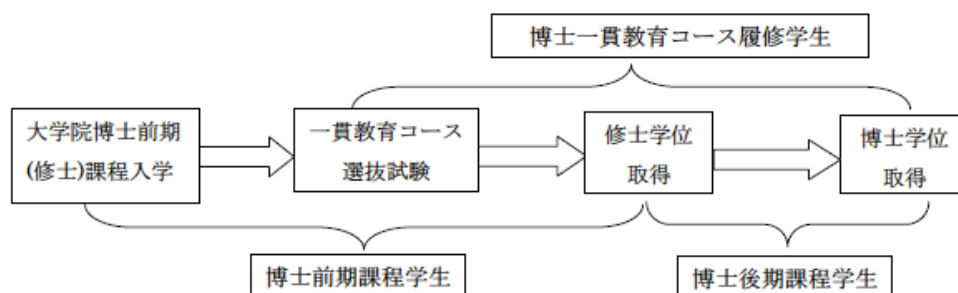 博士一貫教育コース履修学生
大学院博士前期
(修士)課程入学
一貫教育コース
選抜試験
修士学位
取得
博士学位
取得
博士前期課程学生
博士後期課程学生